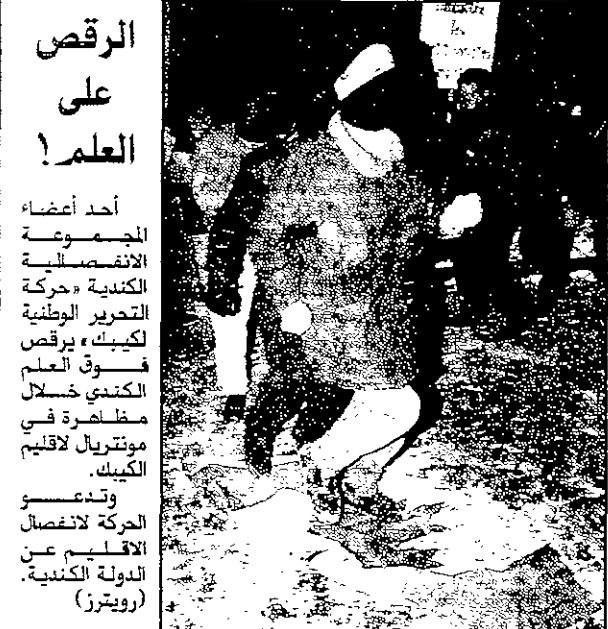 الرقص
على
العلم!
أحد أعضاء
المجموعة
الانفصالية
الكندية «حركة
التحرير الوطنية
لكيبك» يرقص
فوق العلم
الكندي خلال
مظاهرة في
مونتريال لاقليم
الكيبك.
وتدعو
الحركة لانفصال
الاقليم عن
الدولة الكندية.
(رويترز)